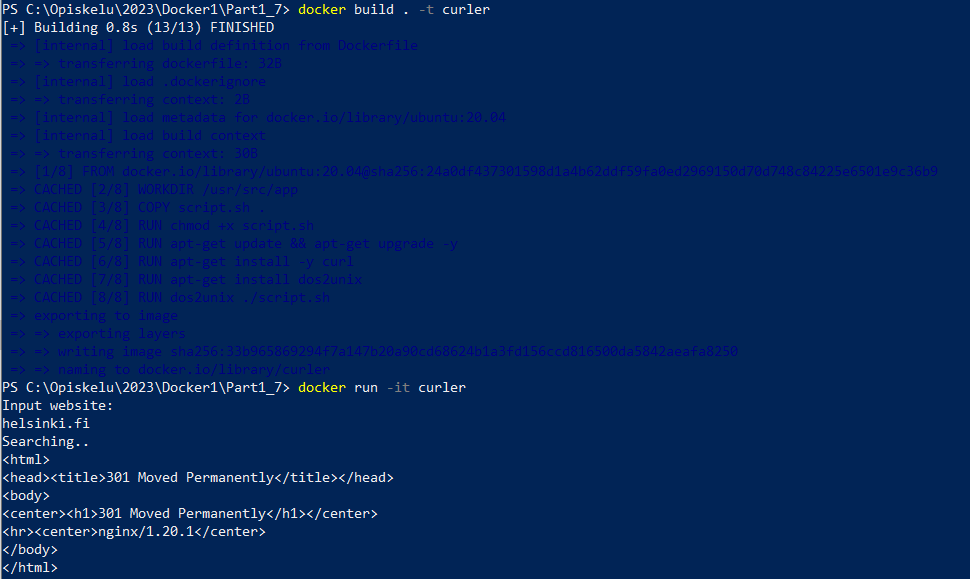 PS C:\Opiskelu\2023\Docker1\Part1_7> docker build . -t curler
[+] Building 0.8s (13/13) FINISHED
=> [internal] load build definition from Dockerfile
=> => transferring dockerfile: 32B
=> [internal] load .dockerignore
=> => transferring context: 2B
=> [internal] load metadata for docker.io/library/ubuntu:20.04
=> [internal] load build context
=> => transferring context: 30B
=> [1/8] FROM docker.io/library/ubuntu:20.04@sha256:24a0df437301598d1a4b62ddf59fa0ed2969150d70d748c84225e6501e9c36b9
=> CACHED [2/8] WORKDIR /usr/src/app
=> CACHED [3/8] COPY script.sh .
=> CACHED [4/8] RUN chmod +x script.sh
=> CACHED [5/8] RUN apt-get update && apt-get upgrade -y
=> CACHED [6/8] RUN apt-get install -y curl
=> CACHED [7/8] RUN apt-get install dos2unix
=> CACHED [8/8] RUN dos2unix ./script.sh
=> exporting to image
=> => exporting layers
=> => writing image sha256:33b965869294f7a147b20a90cd68624b1a3fd156ccd816500da5842aeafa8250
=> => naming to docker.io/library/curler
PS C:\Opiskelu\2023\Docker1\Part1_7> docker run -it curler
Input website:
helsinki.fi
Searching..
<html>
<head><title>301 Moved Permanently</title></head>
<body>
<center><h1>301 Moved Permanently</h1></center>
<hr><center>nginx/1.20.1</center>
</body>
</html>